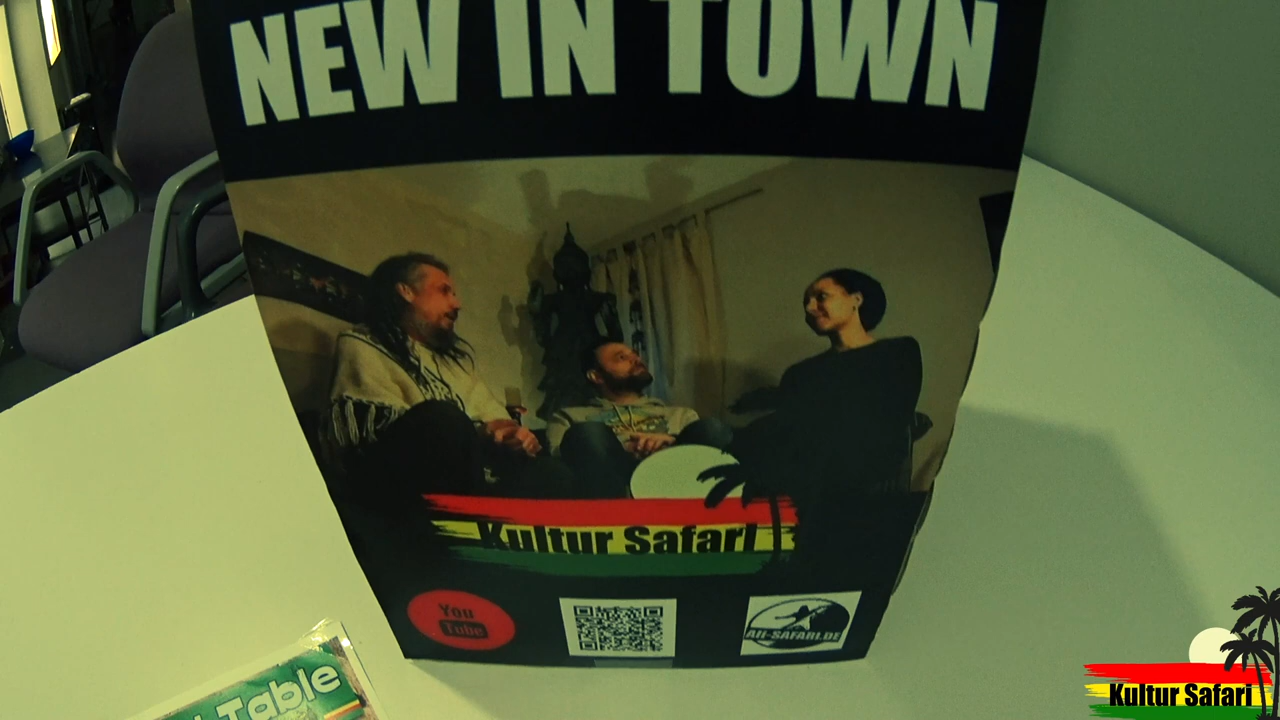 NEW IN TOWN
Kultur Safari
You
Tube
AH-SAFARI.DE
Table
Kultur Safari